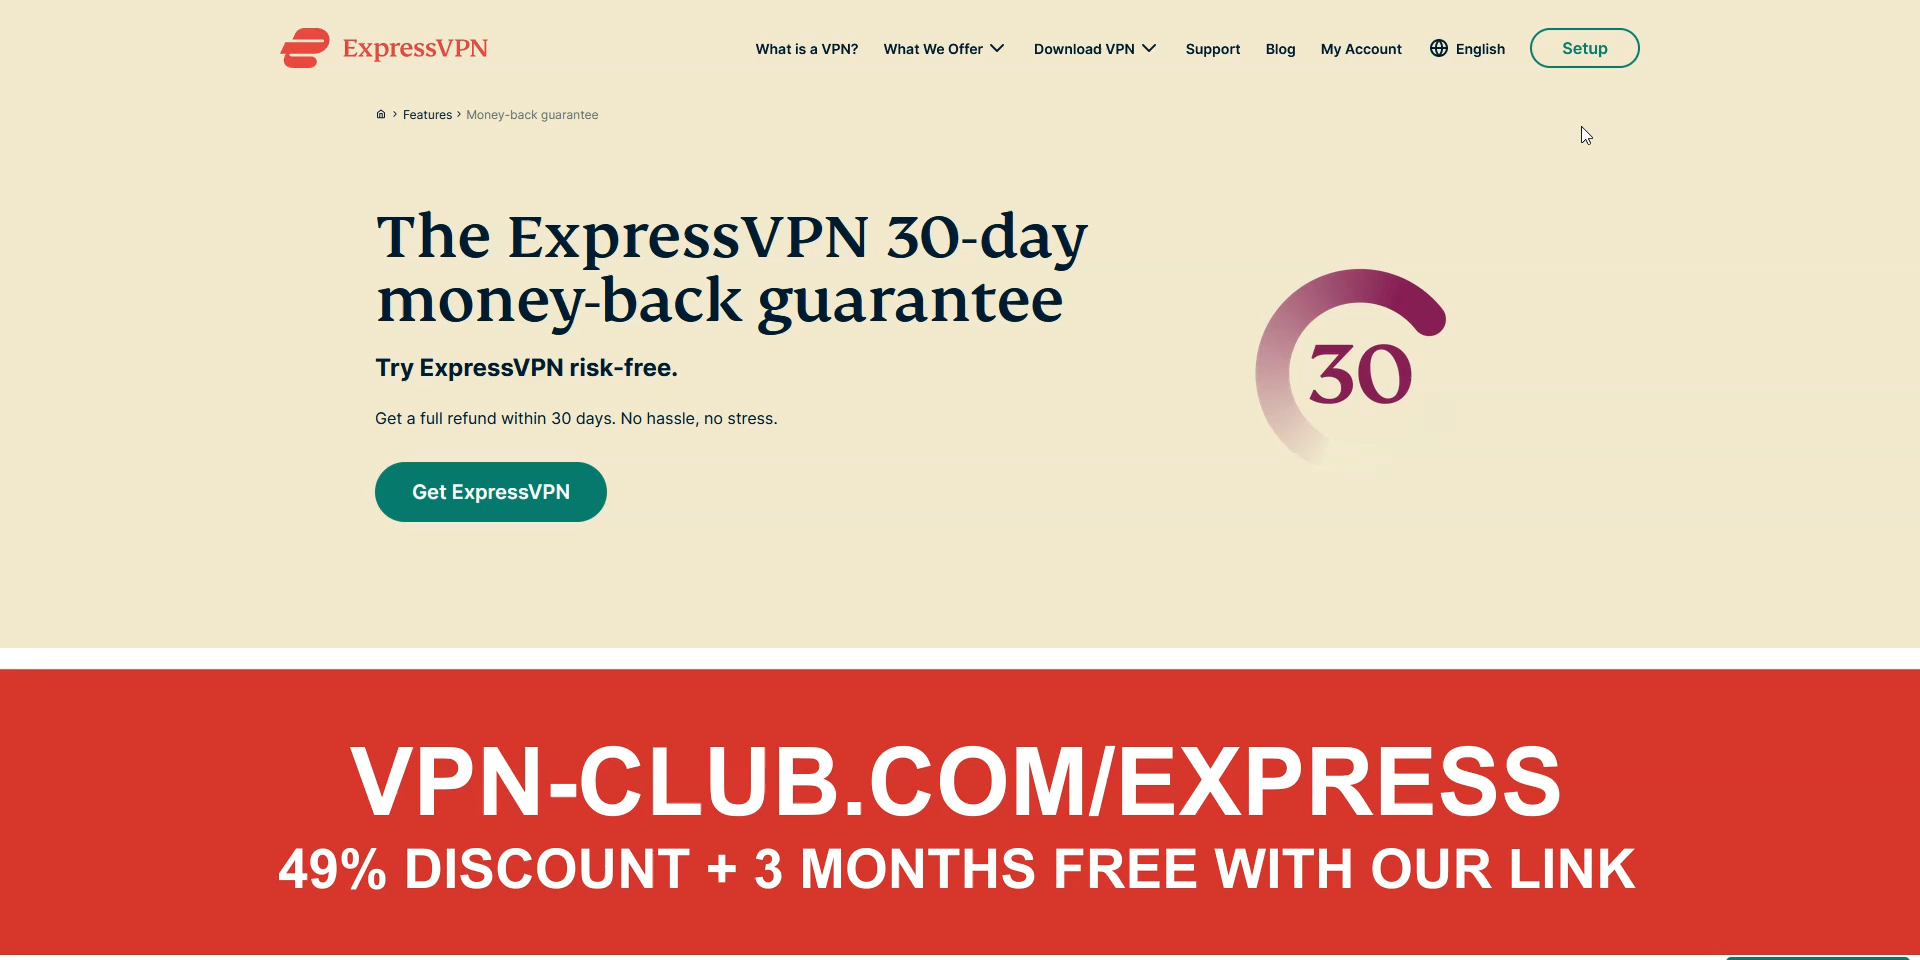 ExpressVPN
What is a VPN? What We Offer Download VPN Support Blog My Account English Setup
Features > Money-back guarantee
The ExpressVPN 30-day
money-back guarantee
30
Try ExpressVPN risk-free.
Get a full refund within 30 days. No hassle, no stress.
Get ExpressVPN
VPN-CLUB.COM/EXPRESS
49% DISCOUNT + 3 MONTHS FREE WITH OUR LINK